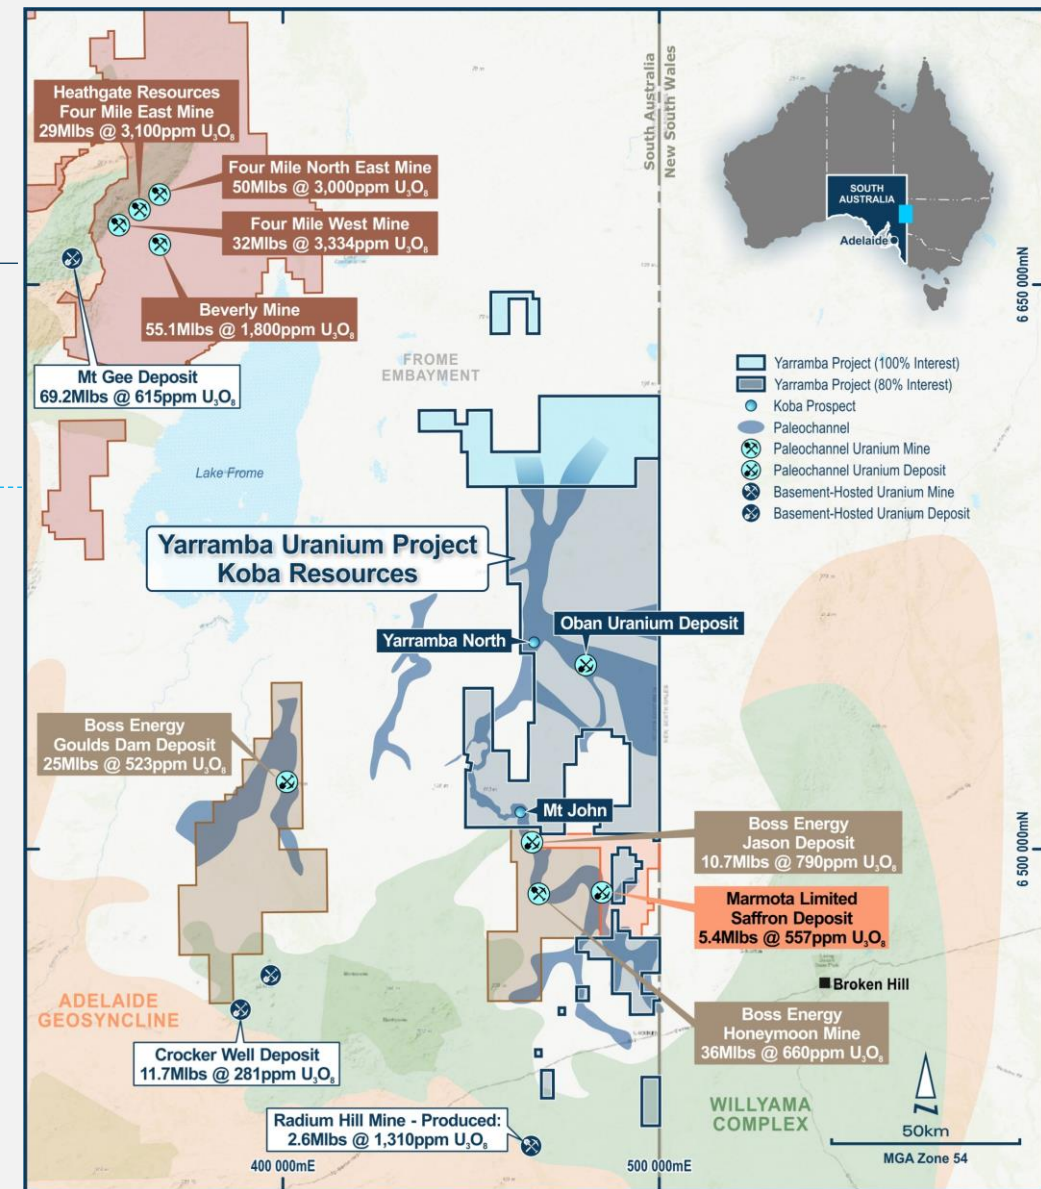 South Australia
New South Wales
Heathgate Resources
Four Mile East Mine
29Mlbs @ 3,100ppm U₃O₈
Four Mile North East Mine
50Mlbs @ 3,000ppm U₃O₈
Four Mile West Mine
32Mlbs @ 3,334ppm U₃O₈
Beverly Mine
55.1Mlbs @ 1,800ppm U₃O₈
Mt Gee Deposit
69.2Mlbs @ 615ppm U₃O₈
FROME
EMBAYMENT
Lake Frome
SOUTH
AUSTRALIA
Adelaide
6 650 000mN
Yarramba Project (100% Interest)
Yarramba Project (80% Interest)
Koba Prospect
Paleochannel
Paleochannel Uranium Mine
Paleochannel Uranium Deposit
Basement-Hosted Uranium Mine
Basement-Hosted Uranium Deposit
Yarramba Uranium Project
Koba Resources
Yarramba North
Oban Uranium Deposit
Boss Energy
Goulds Dam Deposit
25Mlbs @ 523ppm U₃O₈
Mt John
Boss Energy
Jason Deposit
10.7Mlbs @ 790ppm U₃O₈
6 500 000mN
Marmota Limited
Saffron Deposit
5.4Mlbs @ 557ppm U₃O₈
Broken Hill
ADELAIDE
GEOSYNCLINE
Boss Energy
Honeymoon Mine
36Mlbs @ 660ppm U₃O₈
Crocker Well Deposit
11.7Mlbs @ 281ppm U₃O₈
Radium Hill Mine - Produced:
2.6Mlbs @ 1,310ppm U₃O₈
WILLYAMA
COMPLEX
N
50km
MGA Zone 54
400 000mE
500 000mE